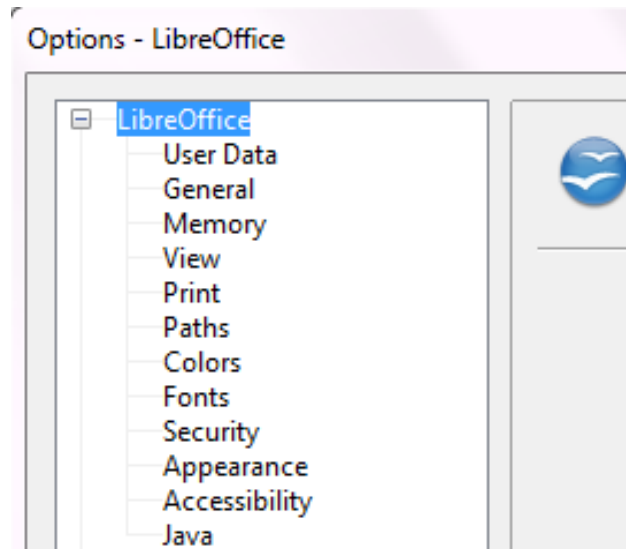 Options - LibreOffice
LibreOffice
User Data
General
Memory
View
Print
Paths
Colors
Fonts
Security
Appearance
Accessibility
Java